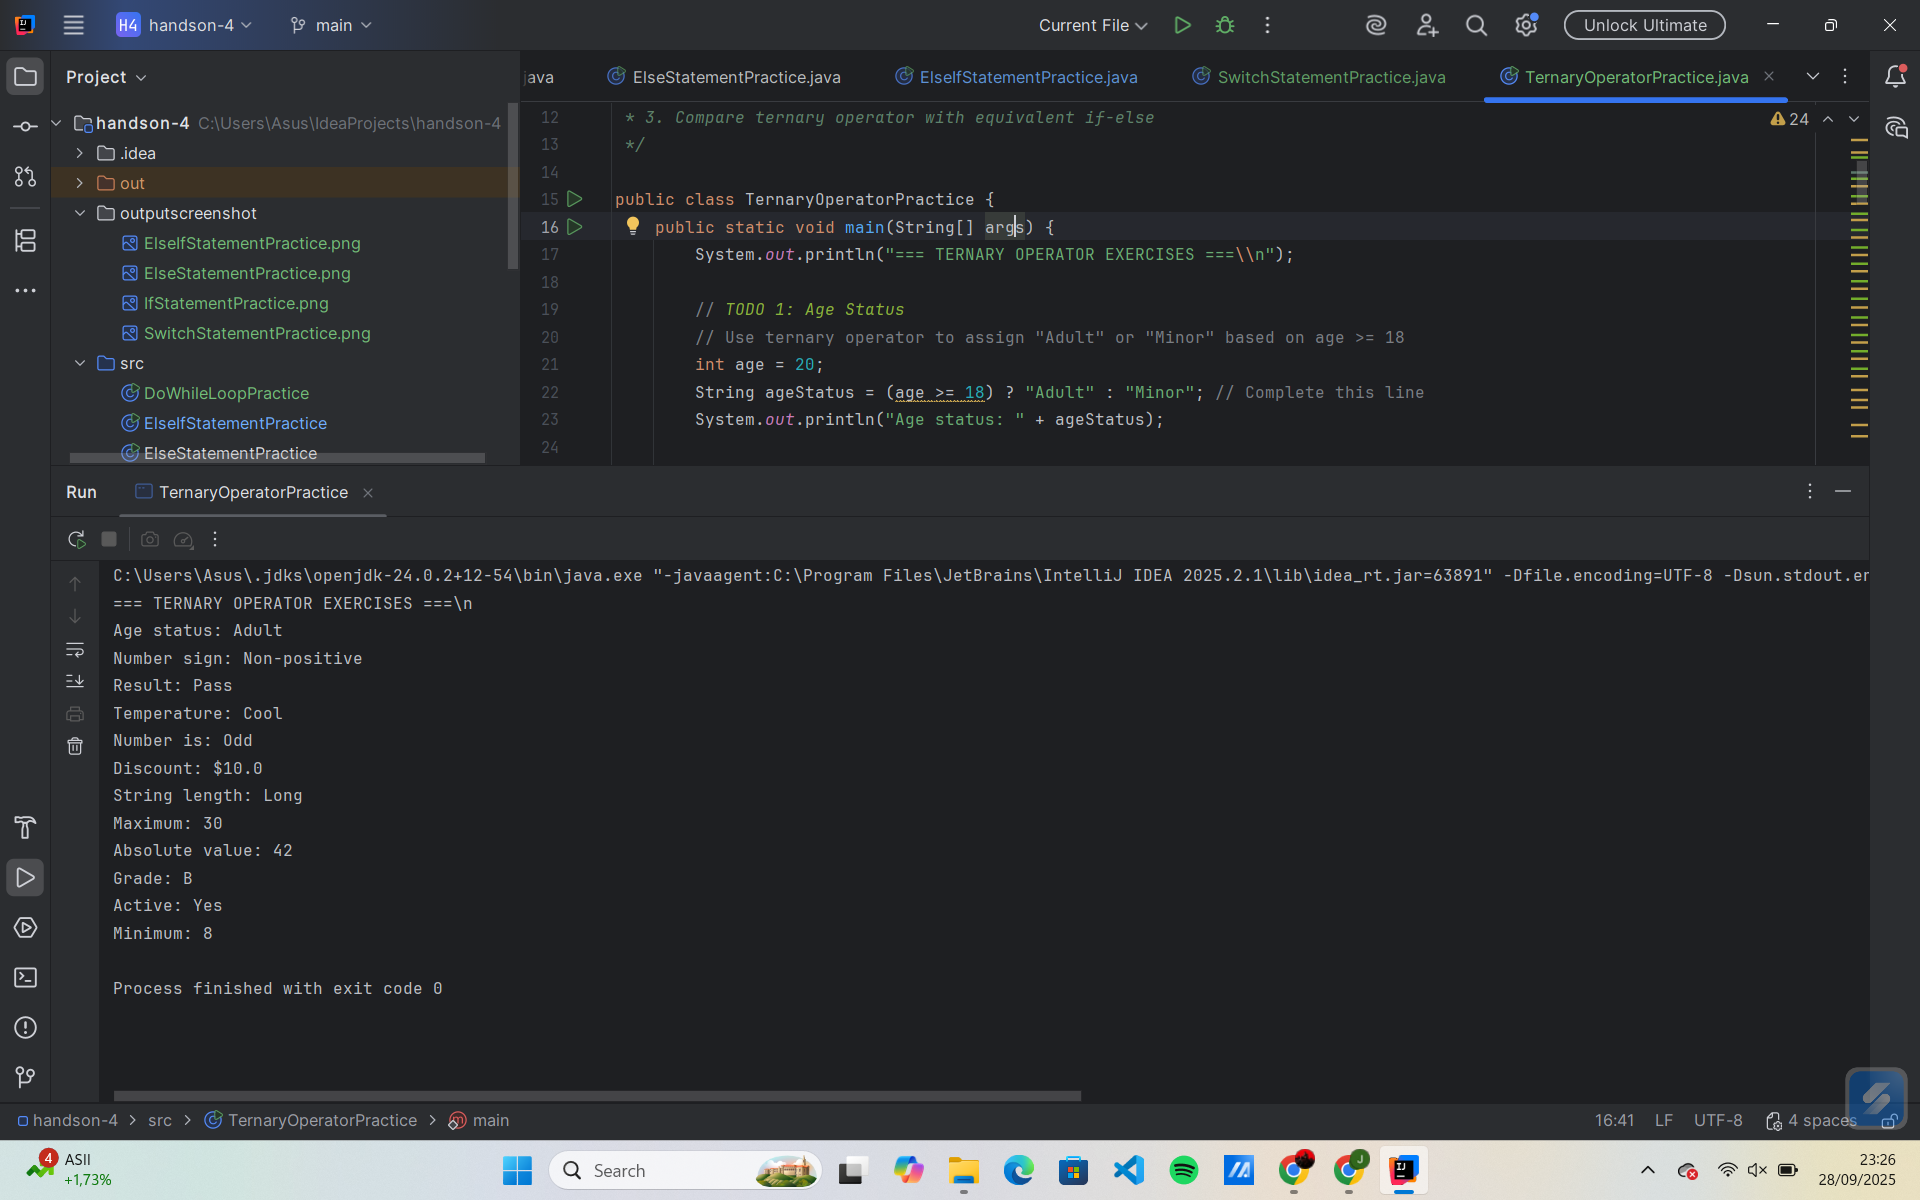 H4 handson-4 main Current File Unlock Ultimate
Project
java ElseStatementPractice.java ElseIfStatementPractice.java SwitchStatementPractice.java TernaryOperatorPractice.java
handson-4 C:\Users\Asus\IdeaProjects\handson-4
.idea
out
outputscreenshot
ElseIfStatementPractice.png
ElseStatementPractice.png
IfStatementPractice.png
SwitchStatementPractice.png
src
DoWhileLoopPractice
ElseIfStatementPractice
ElseStatementPractice
24
12 * 3. Compare ternary operator with equivalent if-else
13 */
14
15 public class TernaryOperatorPractice {
16 public static void main(String[] args) {
17 System.out.println("=== TERNARY OPERATOR EXERCISES ===\\n");
18
19 // TODO 1: Age Status
20 // Use ternary operator to assign "Adult" or "Minor" based on age >= 18
21 int age = 20;
22 String ageStatus = (age >= 18) ? "Adult" : "Minor"; // Complete this line
23 System.out.println("Age status: " + ageStatus);
24
Run TernaryOperatorPractice
C:\Users\Asus\.jdks\openjdk-24.0.2+12-54\bin\java.exe "-javaagent:C:\Program Files\JetBrains\IntelliJ IDEA 2025.2.1\lib\idea_rt.jar=63891" -Dfile.encoding=UTF-8 -Dsun.stdout.er
=== TERNARY OPERATOR EXERCISES ===\n
Age status: Adult
Number sign: Non-positive
Result: Pass
Temperature: Cool
Number is: Odd
Discount: $10.0
String length: Long
Maximum: 30
Absolute value: 42
Grade: B
Active: Yes
Minimum: 8
Process finished with exit code 0
handson-4 > src > TernaryOperatorPractice > main 16:41 LF UTF-8 4 spaces
4 ASII
+1,73%
Search
23:26
28/09/2025